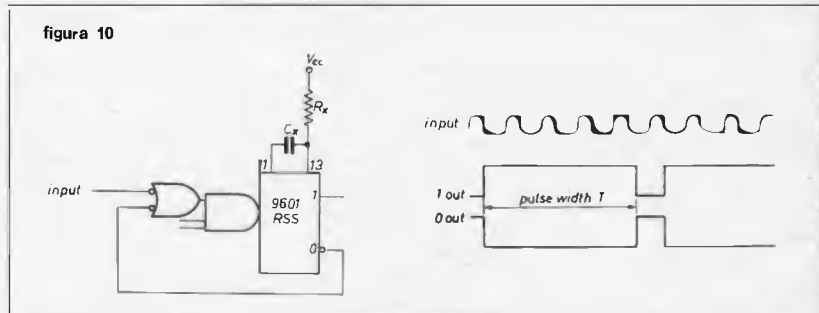 figura 10
Vcc
Rx
Cx
11
13
input
9601
RSS
1
0
input
1 out
0 out
pulse width T